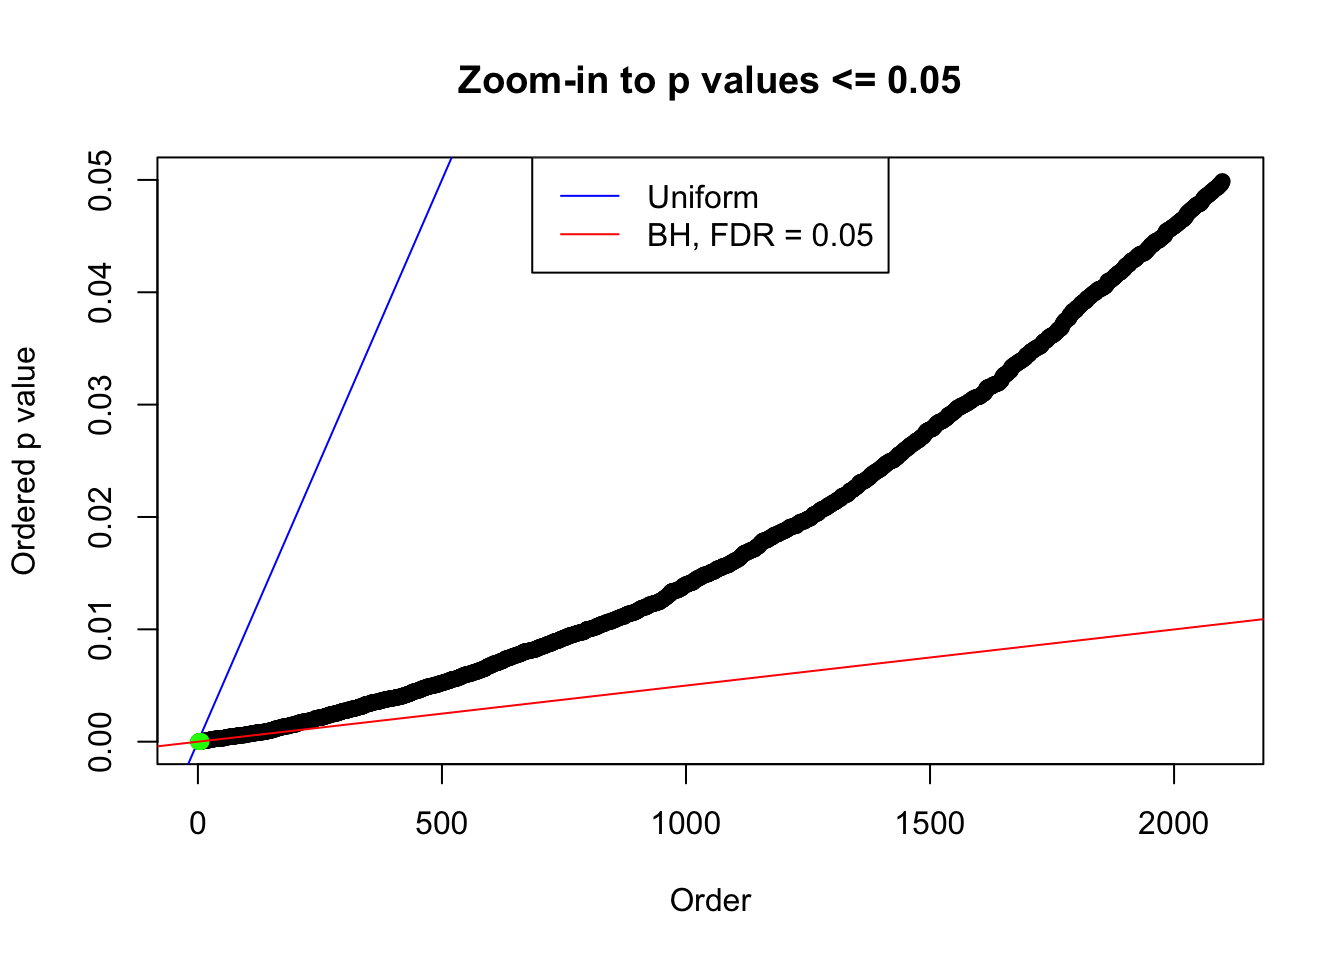 Zoom-in to p values <= 0.05
Uniform
BH, FDR = 0.05
Ordered p value
0.05
0.04
0.03
0.02
0.01
0.00
0
500
1000
1500
2000
Order